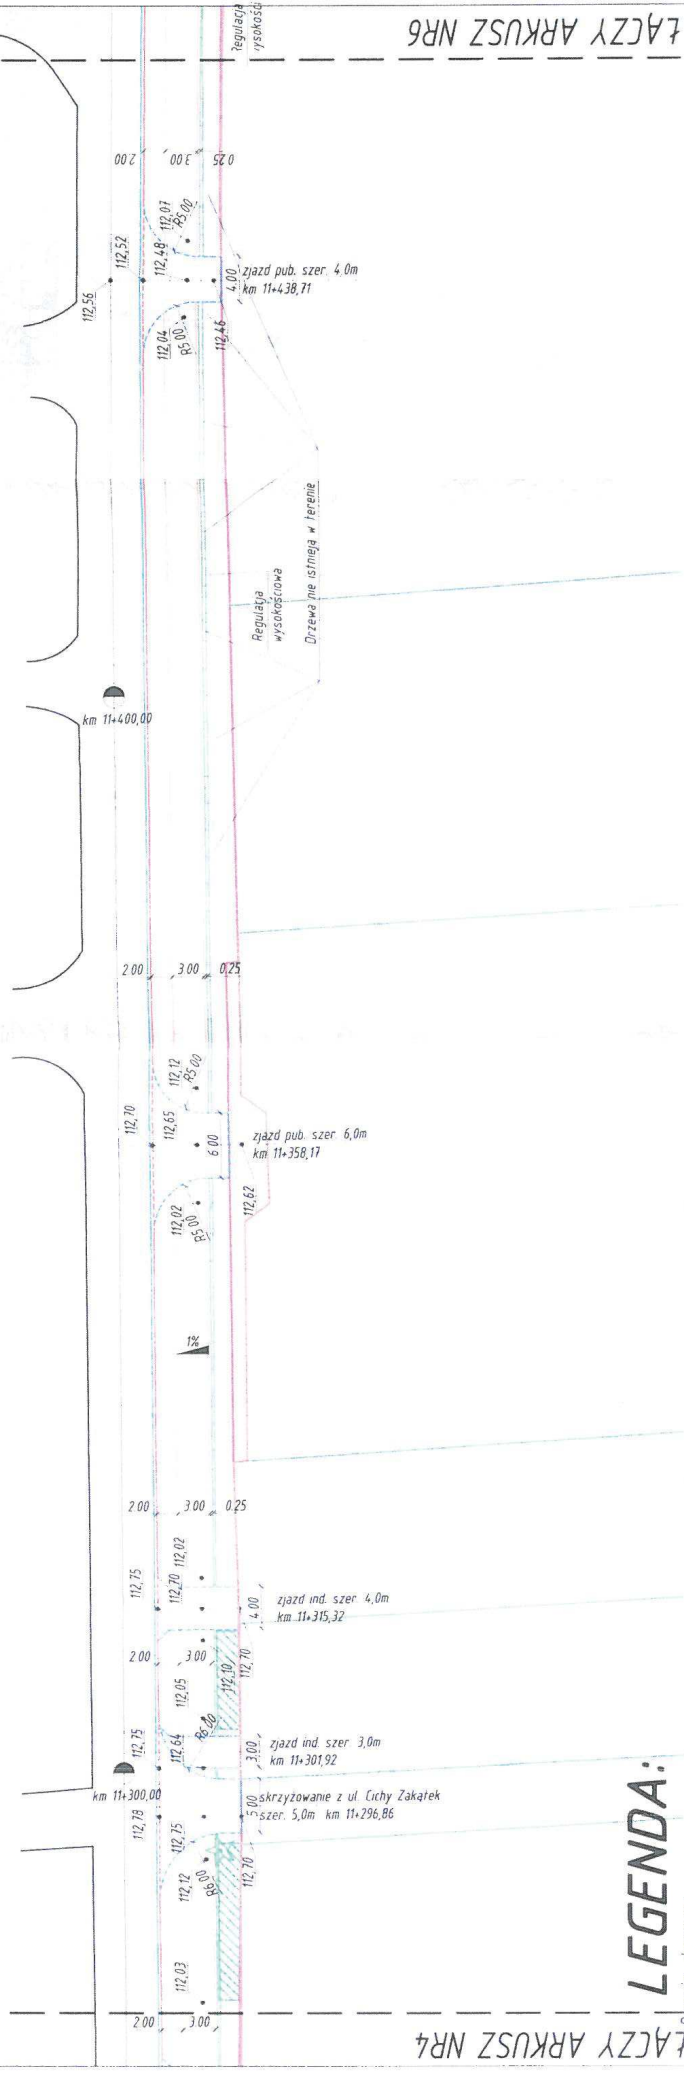 ŁĄCZY ARKUSZ NR6
Regulacja
2.00
3.00
0.25
112,56
112,52
112,48
112,07
R5.00
112,04
R5.00
112,46
4.00
zjazd pub. szer. 4.0m
km 11+438,71
Regulacja
wysokościowa
Drzewa nie istnieją w terenie
km 11+400,00
2.00
3.00
0.25
112,70
112,65
112,12
R5.00
6.00
112,02
R5.00
112,62
zjazd pub. szer. 6,0m
km 11+358,17
1%
2.00
3.00
0.25
112,75
112,70
112,02
4.00
zjazd ind. szer. 4,0m
km 11+315,32
2.00
3.00
112,05
112,10
112,70
112,75
112,64
R6.00
3.00
zjazd ind. szer. 3,0m
km 11+301,92
km 11+300,00
5.00
skrzyżowanie z ul. Cichy Zakątek
szer. 5,0m km 11+296,86
112,78
112,75
112,12
R6.00
112,70
112,03
2.00
3.00
LEGENDA:
ŁĄCZY ARKUSZ NR4